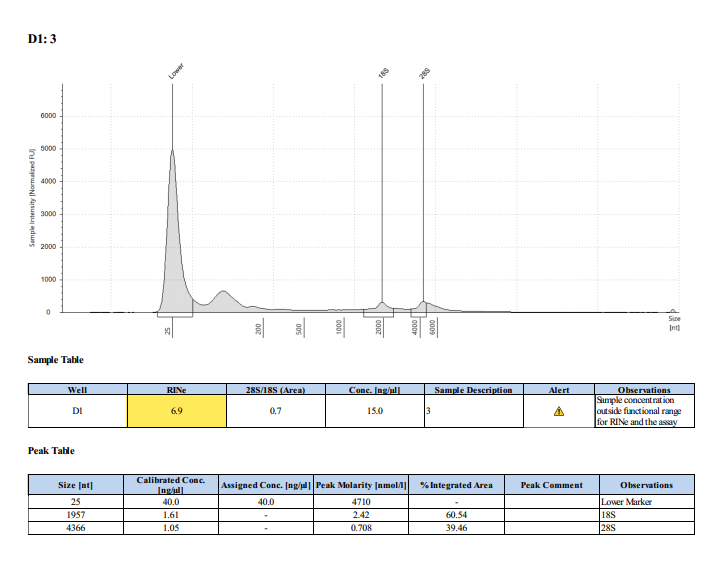 D1: 3
Lower
18S
28S
Sample Intensity [Normalized FU]
6000
5000
4000
3000
2000
1000
0
25
200
500
1000
2000
4000
6000
Size
[nt]
Sample Table
Well RINe 28S/18S (Area) Conc. [ng/µl] Sample Description Alert Observations
D1 6.9 0.7 15.0 3 Sample concentration
outside functional range
for RINe and the assay
Peak Table
Size [nt] Calibrated Conc. [ng/µl] Assigned Conc. [ng/µl] Peak Molarity [nmol/l] % Integrated Area Peak Comment Observations
25 40.0 40.0 4710 - Lower Marker
1957 1.61 - 2.42 60.54 18S
4366 1.05 - 0.708 39.46 28S